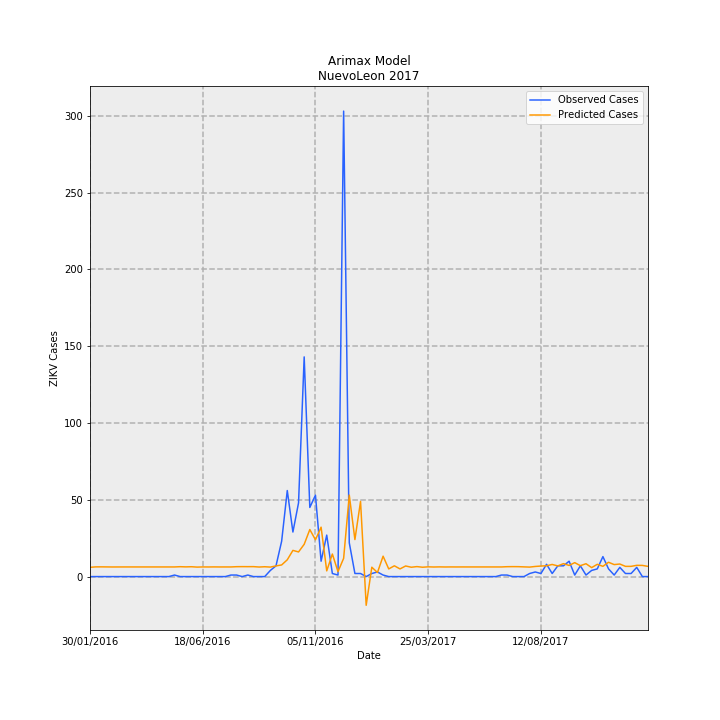 Arimax Model
NuevoLeon 2017
Observed Cases
Predicted Cases
300
250
200
150
100
50
0
ZIKV Cases
30/01/2016
18/06/2016
05/11/2016
25/03/2017
12/08/2017
Date